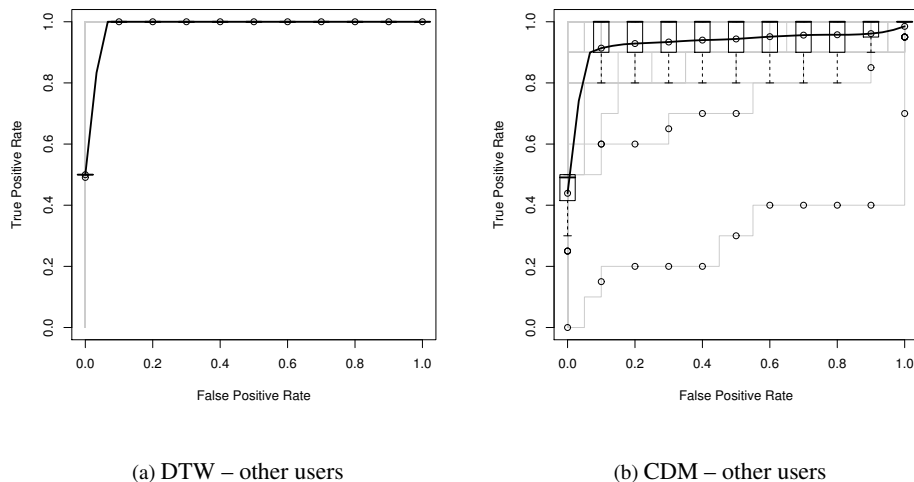 1.0
0.8
0.6
0.4
0.2
0.0
True Positive Rate
0.0 0.2 0.4 0.6 0.8 1.0
False Positive Rate
(a) DTW – other users
1.0
0.8
0.6
0.4
0.2
0.0
True Positive Rate
0.0 0.2 0.4 0.6 0.8 1.0
False Positive Rate
(b) CDM – other users